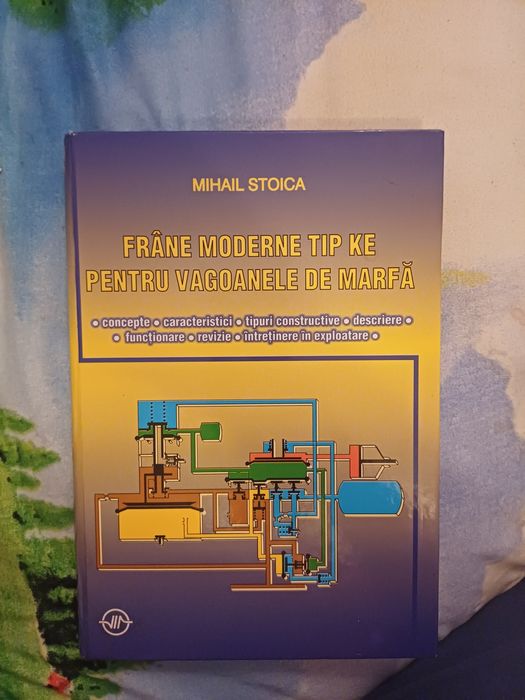 MIHAIL STOICA
FRÂNE MODERNE TIP KE
PENTRU VAGOANELE DE MARFĂ
• concepte • caracteristici • tipuri constructive • descriere •
• funcționare • revizie • întreținere în exploatare •